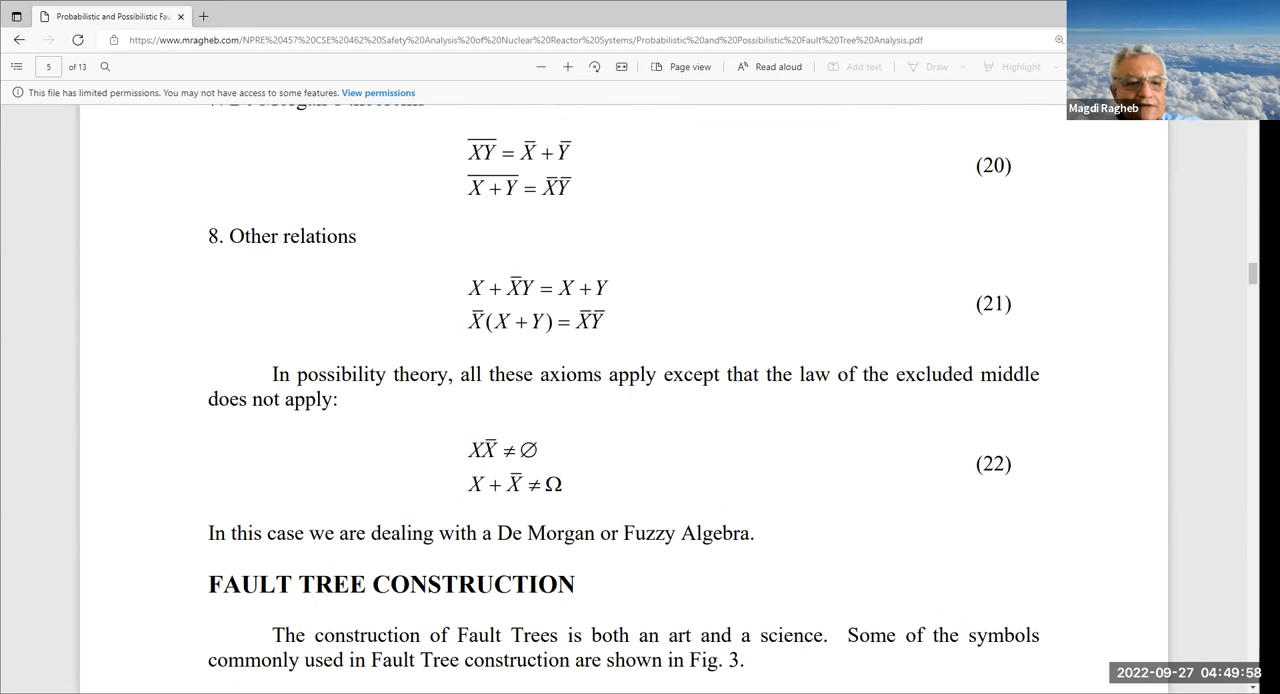 Probabilistic and Possibilistic Fau
https://www.mragheb.com/NPRE%20457%20CSE%20462%20Safety%20Analysis%20of%20Nuclear%20Reactor%20Systems/Probabilistic%20and%20Possibilistic%20Fault%20Tree%20Analysis.pdf
5 of 13 Page view Read aloud Add text Draw Highlight
This file has limited permissions. You may not have access to some features. View permissions
Magdi Ragheb
X̅Y̅ = X̅ + Y̅
X̅ ̅+̅ ̅Y̅ = X̅Y̅ (20)
8. Other relations
X + X̅Y = X + Y
X̅(X + Y) = X̅Y̅ (21)
In possibility theory, all these axioms apply except that the law of the excluded middle
does not apply:
XX̅ ≠ ∅
X + X̅ ≠ Ω (22)
In this case we are dealing with a De Morgan or Fuzzy Algebra.
FAULT TREE CONSTRUCTION
The construction of Fault Trees is both an art and a science. Some of the symbols
commonly used in Fault Tree construction are shown in Fig. 3.
2022-09-27 04:49:58